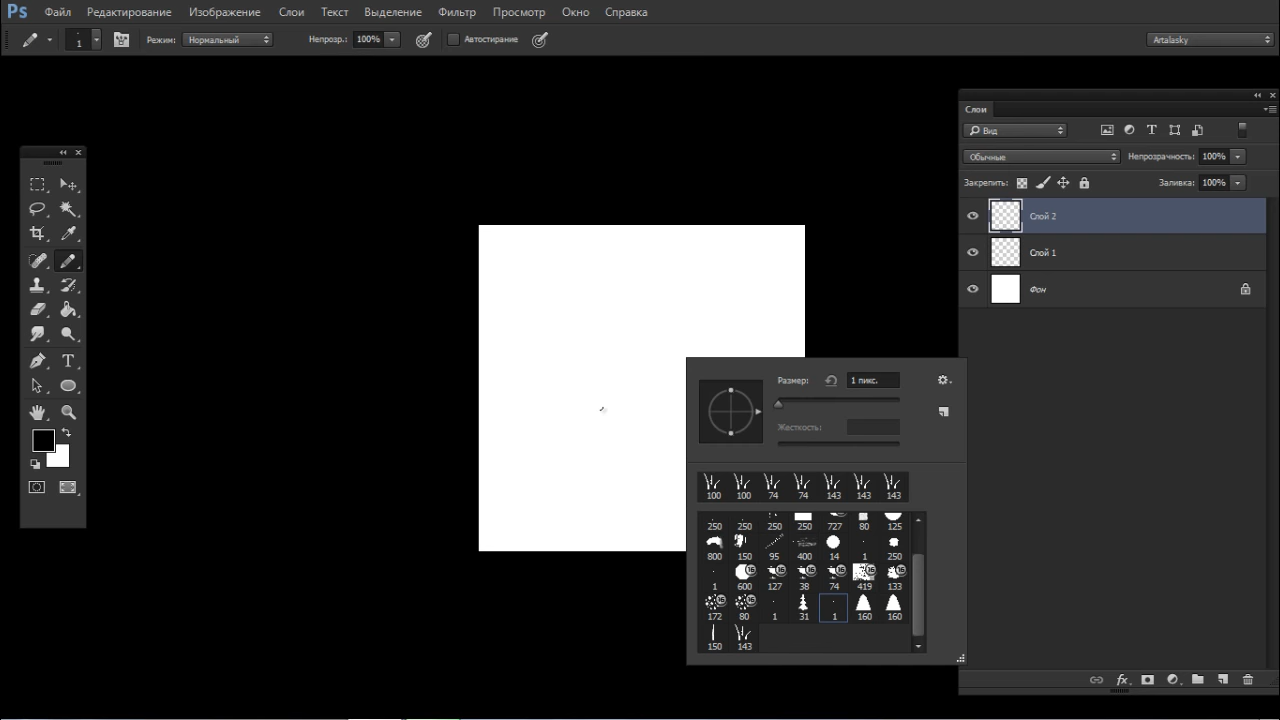 Ps Файл Редактирование Изображение Слои Текст Выделение Фильтр Просмотр Окно Справка
1 Режим: Нормальный Непрозр.: 100% Автостирание Artalasky
Слои
Вид T
Обычные Непрозрачность: 100%
Закрепить: Заливка: 100%
Слой 2
Слой 1
Фон
T
Размер: 1 пикс.
Жесткость:
100 100 74 74 143 143 143
250 250 250 250 727 80 125
800 150 95 400 14 1 250
1 600 127 38 74 419 133
172 80 1 31 1 160 160
150 143
fx